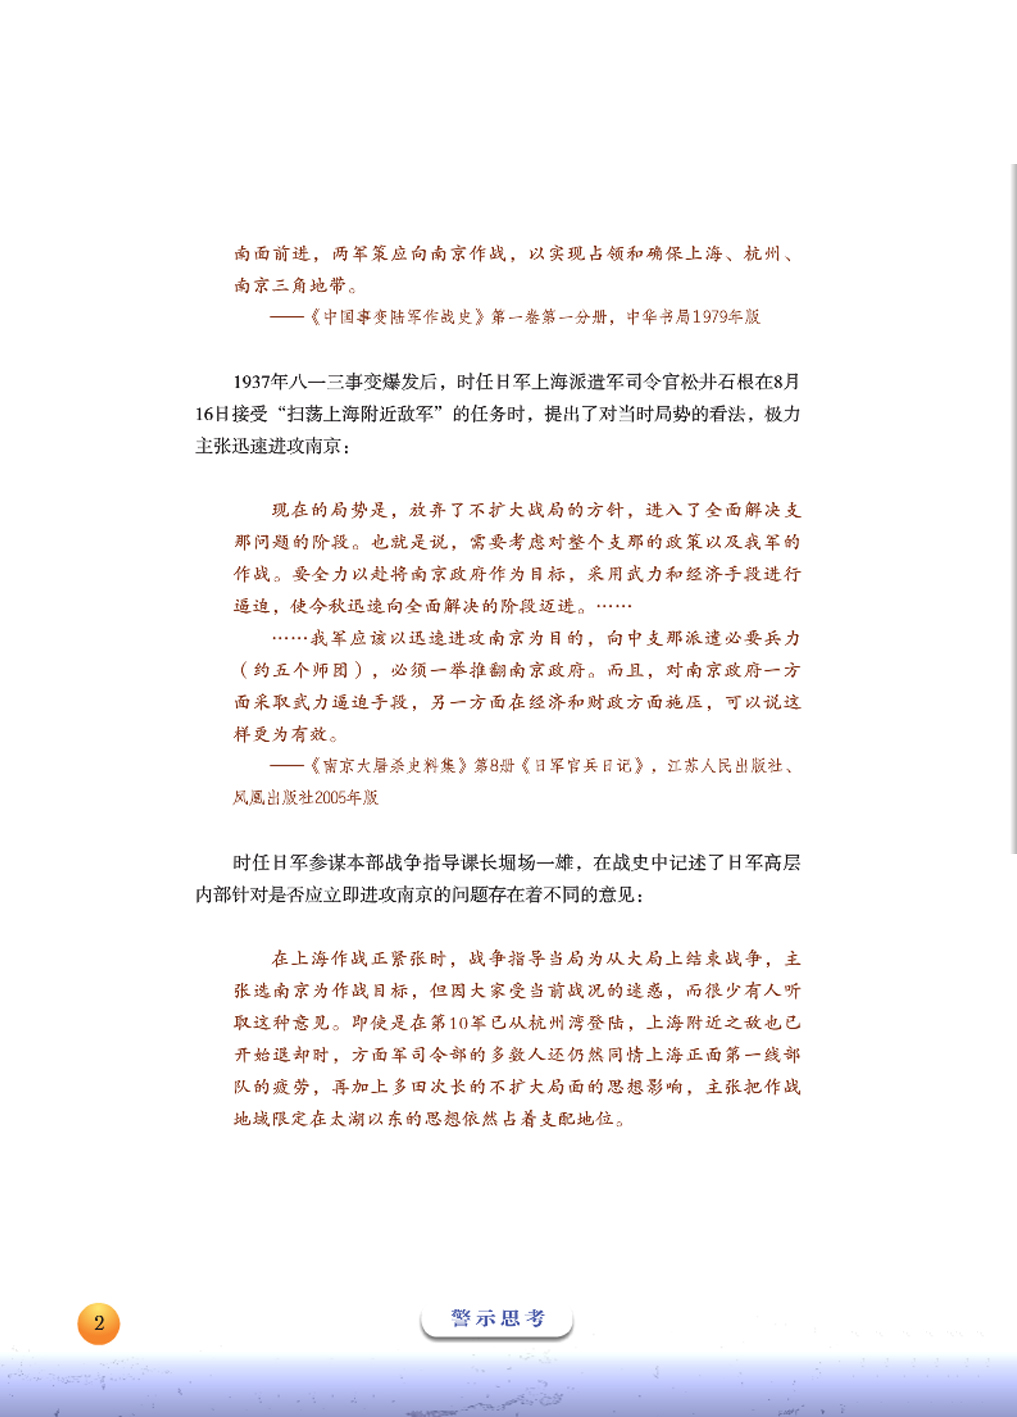 南面前进，两军策应向南京作战，以实现占领和确保上海、杭州、
南京三角地带。
——《中国事变陆军作战史》第一卷第一分册，中华书局1979年版
1937年八一三事变爆发后，时任日军上海派遣军司令官松井石根在8月
16日接受“扫荡上海附近敌军”的任务时，提出了对当时局势的看法，极力
主张迅速进攻南京：
现在的局势是，放弃了不扩大战局的方针，进入了全面解决支
那问题的阶段。也就是说，需要考虑对整个支那的政策以及我军的
作战。要全力以赴将南京政府作为目标，采用武力和经济手段进行
逼迫，使今秋迅速向全面解决的阶段迈进。……
……我军应该以迅速进攻南京为目的，向中支那派遣必要兵力
（约五个师团），必须一举推翻南京政府。而且，对南京政府一方
面采取武力逼迫手段，另一方面在经济和财政方面施压，可以说这
样更为有效。
——《南京大屠杀史料集》第8册《日军官兵日记》，江苏人民出版社、
凤凰出版社2005年版
时任日军参谋本部战争指导课长堀场一雄，在战史中记述了日军高层
内部针对是否应立即进攻南京的问题存在着不同的意见：
在上海作战正紧张时，战争指导当局为从大局上结束战争，主
张选南京为作战目标，但因大家受当前战况的迷惑，而很少有人听
取这种意见。即使是在第10军已从杭州湾登陆，上海附近之敌也已
开始退却时，方面军司令部的多数人还仍然同情上海正面第一线部
队的疲劳，再加上多田次长的不扩大局面的思想影响，主张把作战
地域限定在太湖以东的思想依然占着支配地位。
2
警示思考